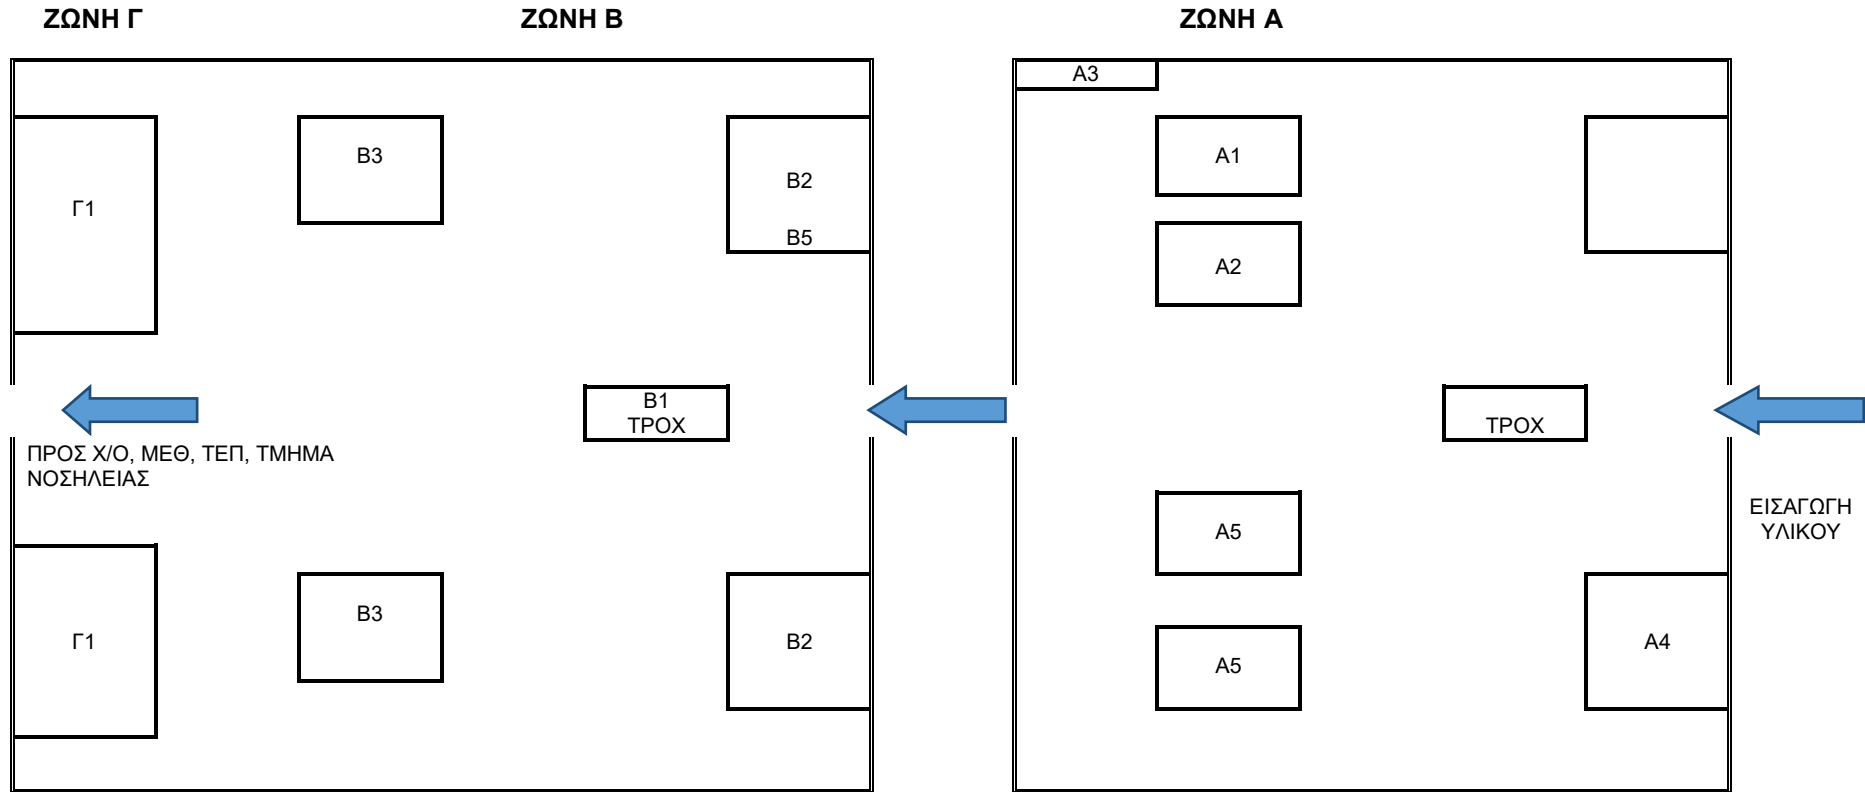 ΖΩΝΗ Γ
ΖΩΝΗ Β
ΖΩΝΗ Α
Α3
Β3
Α1
Β2
Γ1
Β5
Α2
Β1
ΤΡΟΧ
ΤΡΟΧ
ΠΡΟΣ Χ/Ο, ΜΕΘ, ΤΕΠ, ΤΜΗΜΑ
ΝΟΣΗΛΕΙΑΣ
ΕΙΣΑΓΩΓΗ
ΥΛΙΚΟΥ
Α5
Β3
Γ1
Β2
Α4
Α5